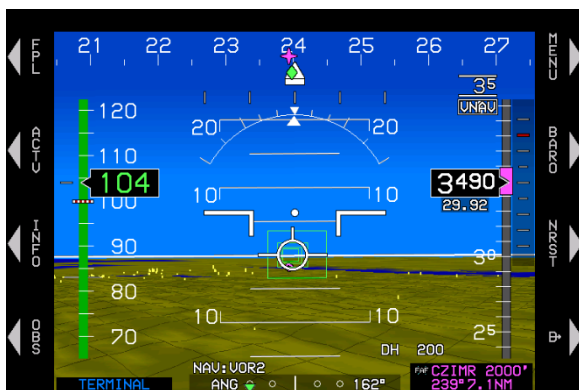 21 22 23 24 25 26 27
FPL
MENU
35
VNAV
120
20 20
ACTV
BARO
110
104
3490
100
10 10
29.92
INFO
NRST
90
30
80
10 10
25
OBS
70
DH 200
NAV:VOR2
FAF CZIMR 2000'
TERMINAL
ANG 162°
239°7.1NM